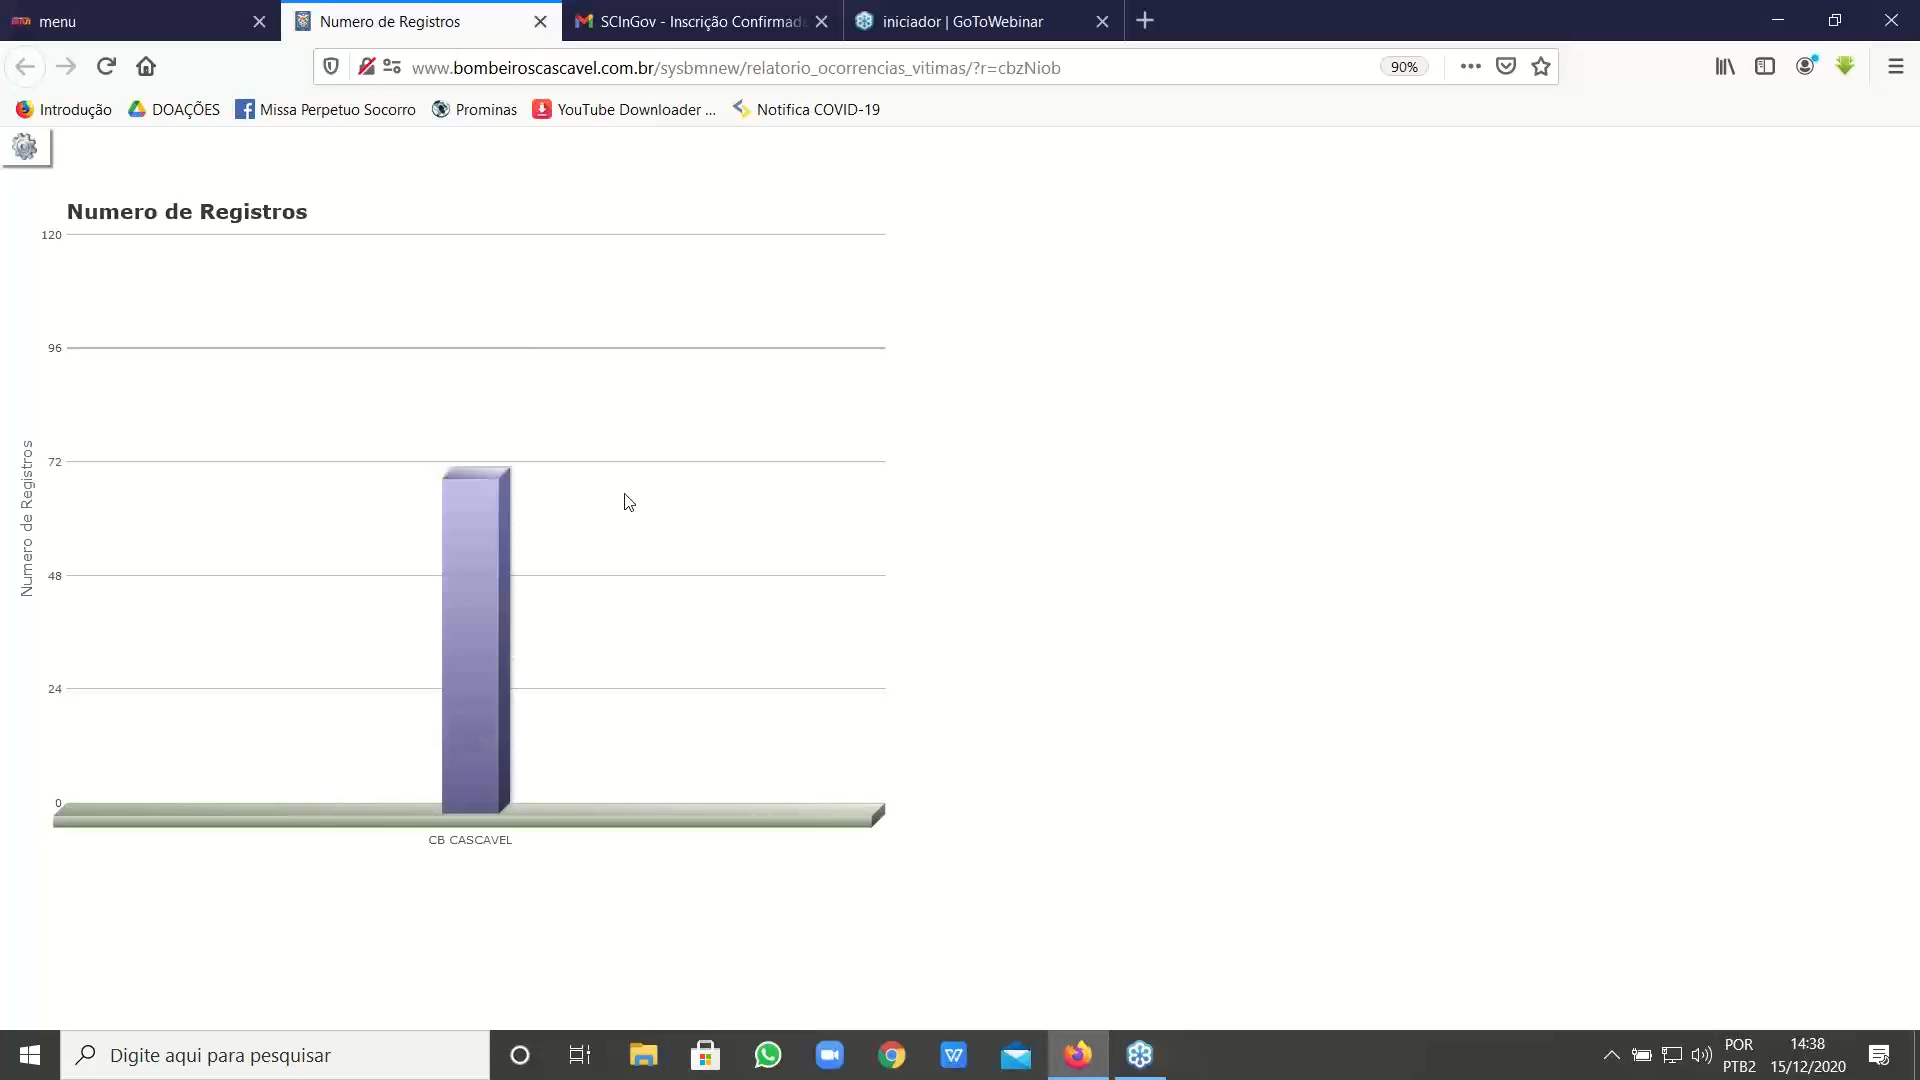 menu
Numero de Registros
SCInGov - Inscrição Confirmad
iniciador | GoToWebinar
www.bombeiroscascavel.com.br/sysbmnew/relatorio_ocorrencias_vitimas/?r=cbzNiob
90%
Introdução
DOAÇÕES
Missa Perpetuo Socorro
Prominas
YouTube Downloader ...
Notifica COVID-19
Numero de Registros
120
96
72
48
24
0
Numero de Registros
CB CASCAVEL
Digite aqui para pesquisar
POR
PTB2
14:38
15/12/2020